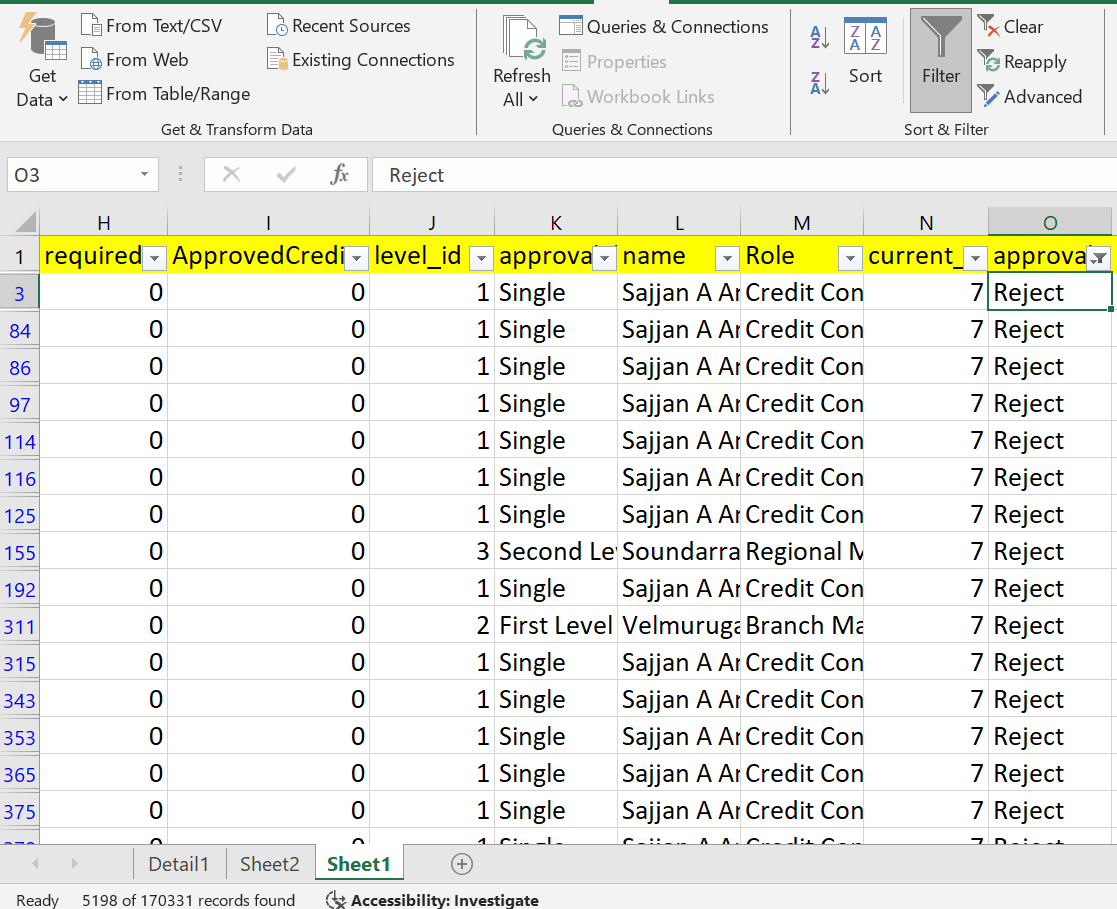 From Text/CSV Recent Sources Queries & Connections Clear
From Web Existing Connections Properties Reapply
Get Data From Table/Range Refresh All Workbook Links Sort Filter Advanced
Get & Transform Data Queries & Connections Sort & Filter
O3 fx Reject
H I J K L M N O
1 required ApprovedCredi level_id approva name Role current_ approva
3 0 0 1 Single Sajjan A Ar Credit Con 7 Reject
84 0 0 1 Single Sajjan A Ar Credit Con 7 Reject
86 0 0 1 Single Sajjan A Ar Credit Con 7 Reject
97 0 0 1 Single Sajjan A Ar Credit Con 7 Reject
114 0 0 1 Single Sajjan A Ar Credit Con 7 Reject
116 0 0 1 Single Sajjan A Ar Credit Con 7 Reject
125 0 0 1 Single Sajjan A Ar Credit Con 7 Reject
155 0 0 3 Second Lev Soundarra Regional M 7 Reject
192 0 0 1 Single Sajjan A Ar Credit Con 7 Reject
311 0 0 2 First Level Velmuruga Branch Ma 7 Reject
315 0 0 1 Single Sajjan A Ar Credit Con 7 Reject
343 0 0 1 Single Sajjan A Ar Credit Con 7 Reject
353 0 0 1 Single Sajjan A Ar Credit Con 7 Reject
365 0 0 1 Single Sajjan A Ar Credit Con 7 Reject
375 0 0 1 Single Sajjan A Ar Credit Con 7 Reject
Detail1 Sheet2 Sheet1
Ready 5198 of 170331 records found Accessibility: Investigate